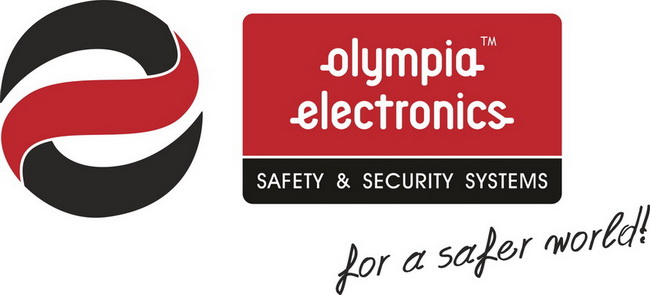 olympia™
electronics
SAFETY & SECURITY SYSTEMS
for a safer world!